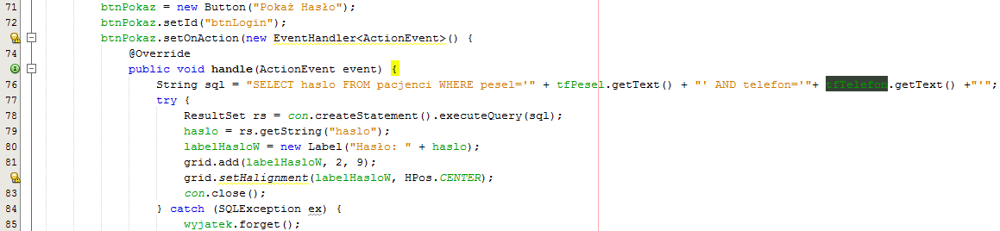 71 btnPokaz = new Button("Pokaż Hasło");
72 btnPokaz.setId("btnLogin");
btnPokaz.setOnAction(new EventHandler<ActionEvent>() {
74 @Override
public void handle(ActionEvent event) {
76 String sql = "SELECT haslo FROM pacjenci WHERE pesel='" + tfPesel.getText() + "' AND telefon='"+ tfTelefon.getText() +"'";
77 try {
78 ResultSet rs = con.createStatement().executeQuery(sql);
79 haslo = rs.getString("haslo");
80 labelHasloW = new Label("Hasło: " + haslo);
81 grid.add(labelHasloW, 2, 9);
grid.setHalignment(labelHasloW, HPos.CENTER);
83 con.close();
84 } catch (SQLException ex) {
85 wyjatek.forget();